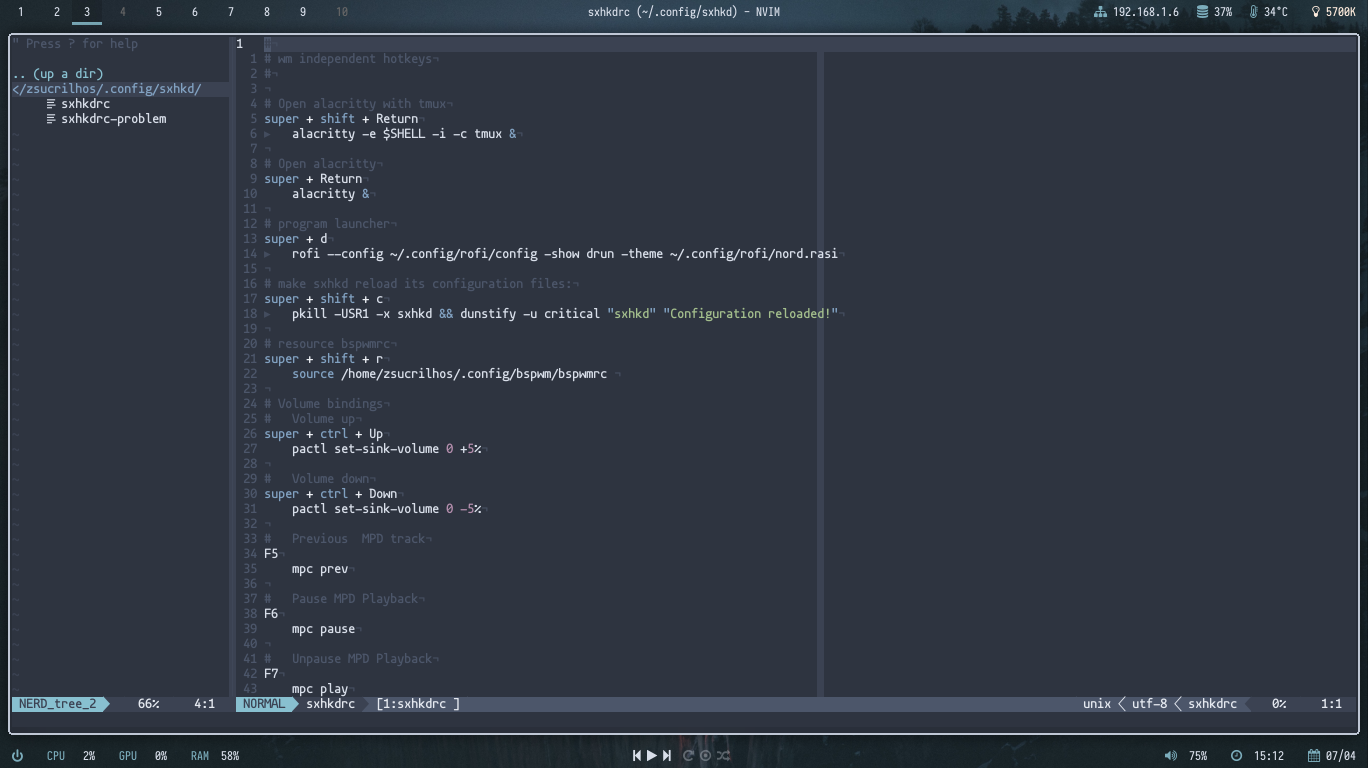 1 2 3 4 5 6 7 8 9 10 sxhkdrc (~/.config/sxhkd) - NVIM 192.168.1.6 37% 34°C 5700K
" Press ? for help
.. (up a dir)
</zsucrilhos/.config/sxhkd/
sxhkdrc
sxhkdrc-problem
1 #
1 # wm independent hotkeys
2 #
3
4 # Open alacritty with tmux
5 super + shift + Return
6 alacritty -e $SHELL -i -c tmux &
7
8 # Open alacritty
9 super + Return
10 alacritty &
11
12 # program launcher
13 super + d
14 rofi --config ~/.config/rofi/config -show drun -theme ~/.config/rofi/nord.rasi
15
16 # make sxhkd reload its configuration files:
17 super + shift + c
18 pkill -USR1 -x sxhkd && dunstify -u critical "sxhkd" "Configuration reloaded!"
19
20 # resource bspwmrc
21 super + shift + r
22 source /home/zsucrilhos/.config/bspwm/bspwmrc
23
24 # Volume bindings
25 # Volume up
26 super + ctrl + Up
27 pactl set-sink-volume 0 +5%
28
29 # Volume down
30 super + ctrl + Down
31 pactl set-sink-volume 0 -5%
32
33 # Previous MPD track
34 F5
35 mpc prev
36
37 # Pause MPD Playback
38 F6
39 mpc pause
40
41 # Unpause MPD Playback
42 F7
43 mpc play
NERD_tree_2 66% 4:1 NORMAL sxhkdrc [1:sxhkdrc ] unix < utf-8 < sxhkdrc 0% 1:1
CPU 2% GPU 0% RAM 58% 75% 15:12 07/04